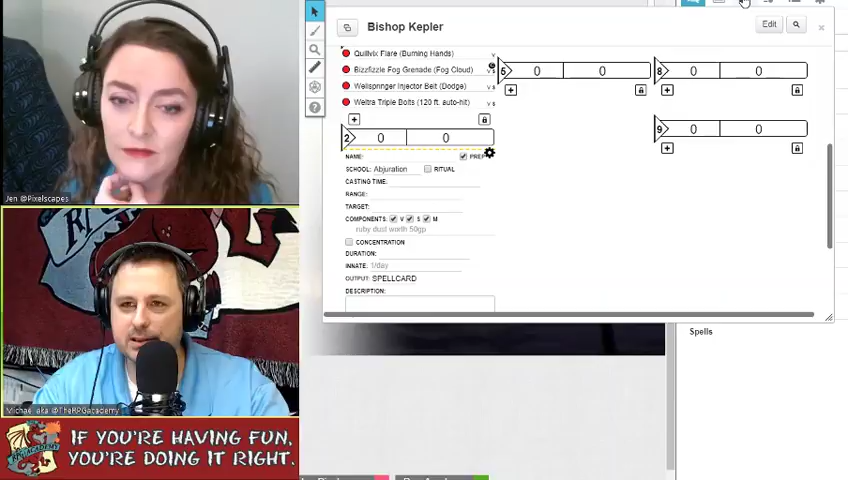 Bishop Kepler
Edit
Quillvix Flare (Burning Hands) V
Bizzfizzle Fog Grenade (Fog Cloud) V S
Wellspringer Injector Belt (Dodge) V S
Weltra Triple Bolts (120 ft. auto-hit) V S
5 0 0
8 0 0
2 0 0
9 0 0
NAME:
SCHOOL: Abjuration RITUAL
CASTING TIME:
RANGE:
TARGET:
COMPONENTS: V S M
ruby dust worth 50gp
CONCENTRATION
DURATION:
INNATE: 1/day
OUTPUT: SPELLCARD
DESCRIPTION:
Spells
Jen @Pixelscapes
Michael aka @TheRPGacademy
RPG ACADEMY
IF YOU'RE HAVING FUN,
YOU'RE DOING IT RIGHT.